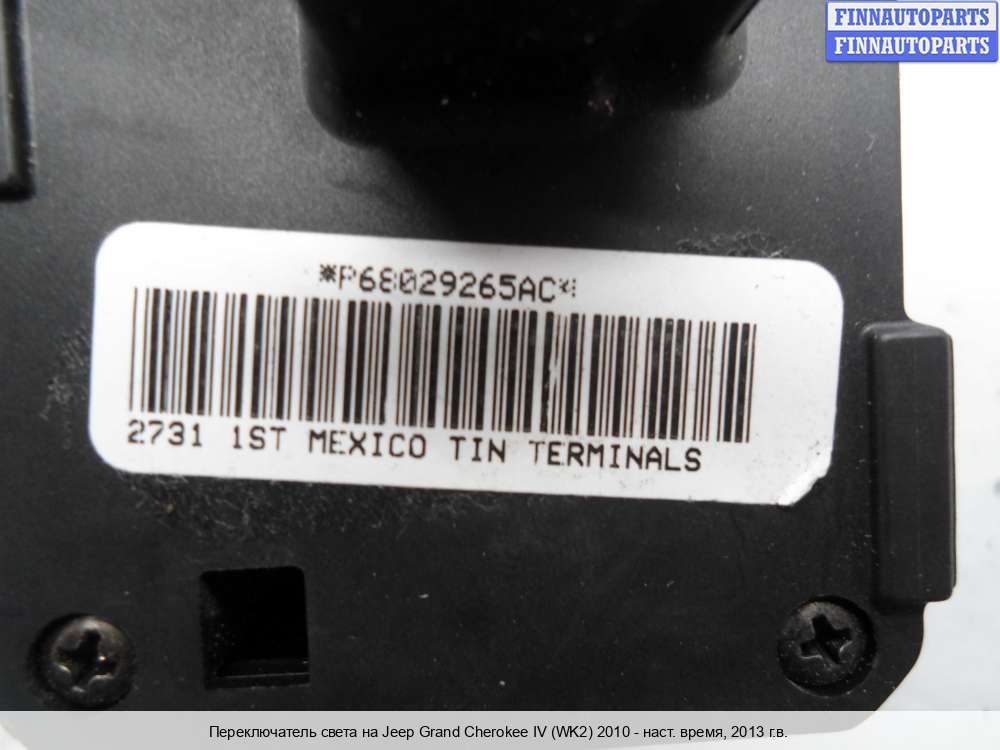 FINNAUTOPARTS
FINNAUTOPARTS
*P68029265AC*
2731 1ST MEXICO TIN TERMINALS
Переключатель света на Jeep Grand Cherokee IV (WK2) 2010 - наст. время, 2013 г.в.